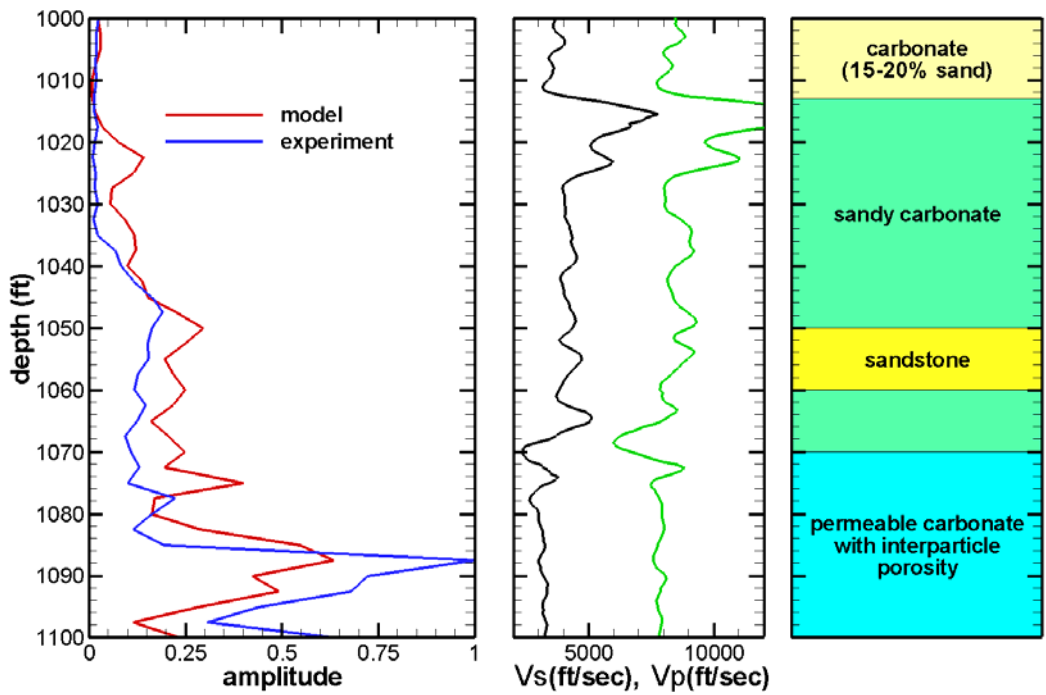 1000
1010
1020
1030
1040
1050
1060
1070
1080
1090
1100
depth (ft)
model
experiment
0
0.25
0.5
0.75
1
amplitude
5000
10000
Vs(ft/sec), Vp(ft/sec)
carbonate
(15-20% sand)
sandy carbonate
sandstone
permeable carbonate
with interparticle
porosity